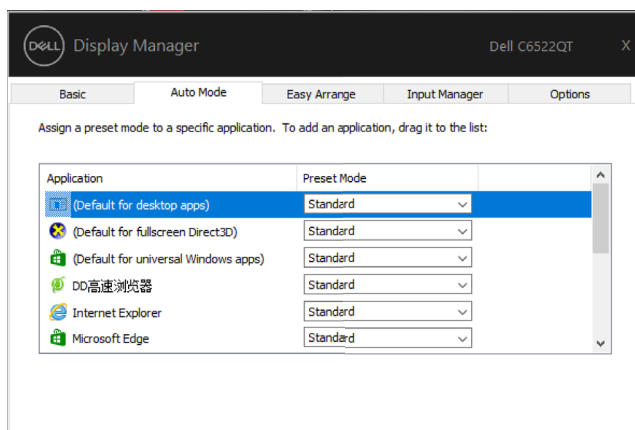 DELL Display Manager Dell C6522QT X
Basic Auto Mode Easy Arrange Input Manager Options
Assign a preset mode to a specific application. To add an application, drag it to the list:
Application Preset Mode
(Default for desktop apps) Standard
(Default for fullscreen Direct3D) Standard
(Default for universal Windows apps) Standard
DD高速浏览器 Standard
Internet Explorer Standard
Microsoft Edge Standard